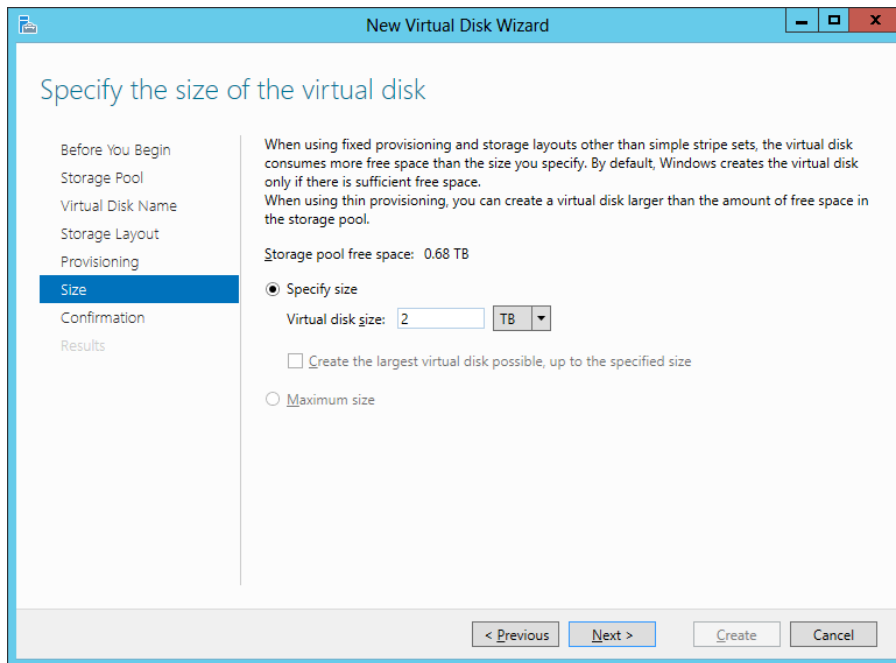 New Virtual Disk Wizard
Specify the size of the virtual disk
Before You Begin
Storage Pool
Virtual Disk Name
Storage Layout
Provisioning
Size
Confirmation
Results
When using fixed provisioning and storage layouts other than simple stripe sets, the virtual disk
consumes more free space than the size you specify. By default, Windows creates the virtual disk
only if there is sufficient free space.
When using thin provisioning, you can create a virtual disk larger than the amount of free space in
the storage pool.
Storage pool free space: 0.68 TB
Specify size
Virtual disk size: 2 TB
Create the largest virtual disk possible, up to the specified size
Maximum size
< Previous Next > Create Cancel